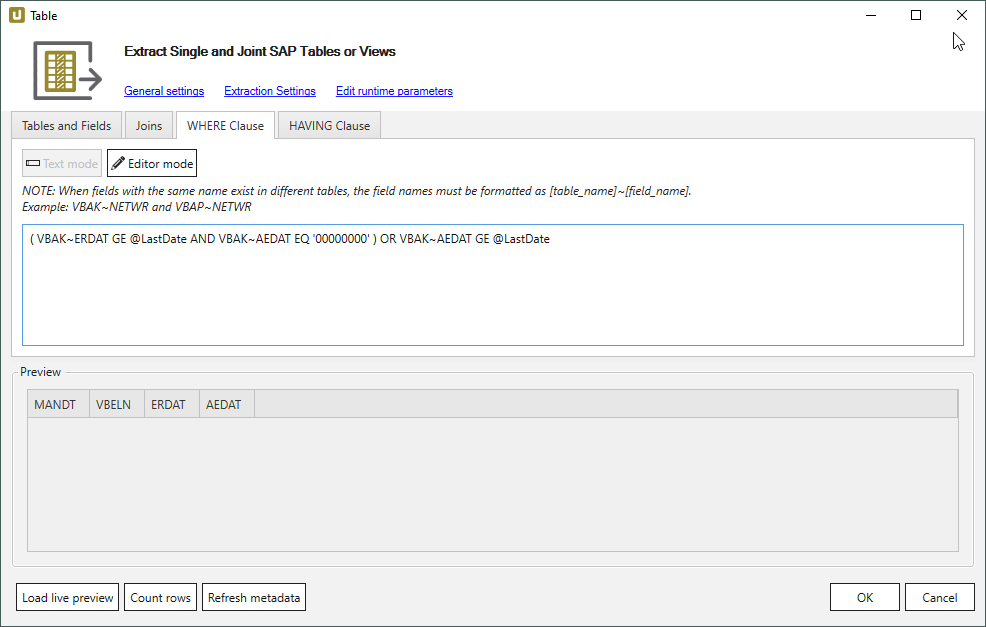 Table
Extract Single and Joint SAP Tables or Views
General settings Extraction Settings Edit runtime parameters
Tables and Fields Joins WHERE Clause HAVING Clause
Text mode Editor mode
NOTE: When fields with the same name exist in different tables, the field names must be formatted as [table_name]~[field_name].
Example: VBAK~NETWR and VBAP~NETWR
( VBAK~ERDAT GE @LastDate AND VBAK~AEDAT EQ '00000000' ) OR VBAK~AEDAT GE @LastDate
Preview
MANDT VBELN ERDAT AEDAT
Load live preview Count rows Refresh metadata OK Cancel